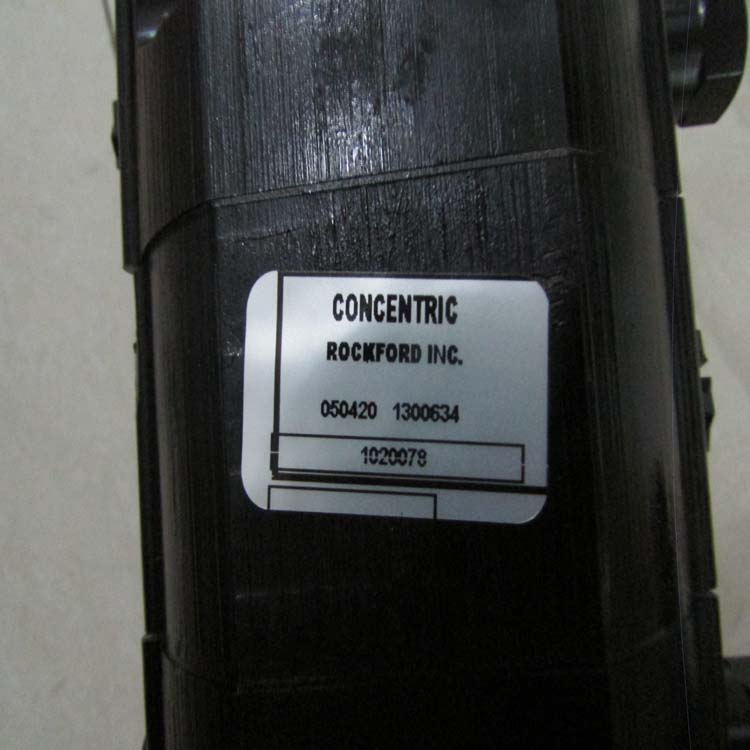 CONCENTRIC
ROCKFORD INC.
050420 1300634
1020078